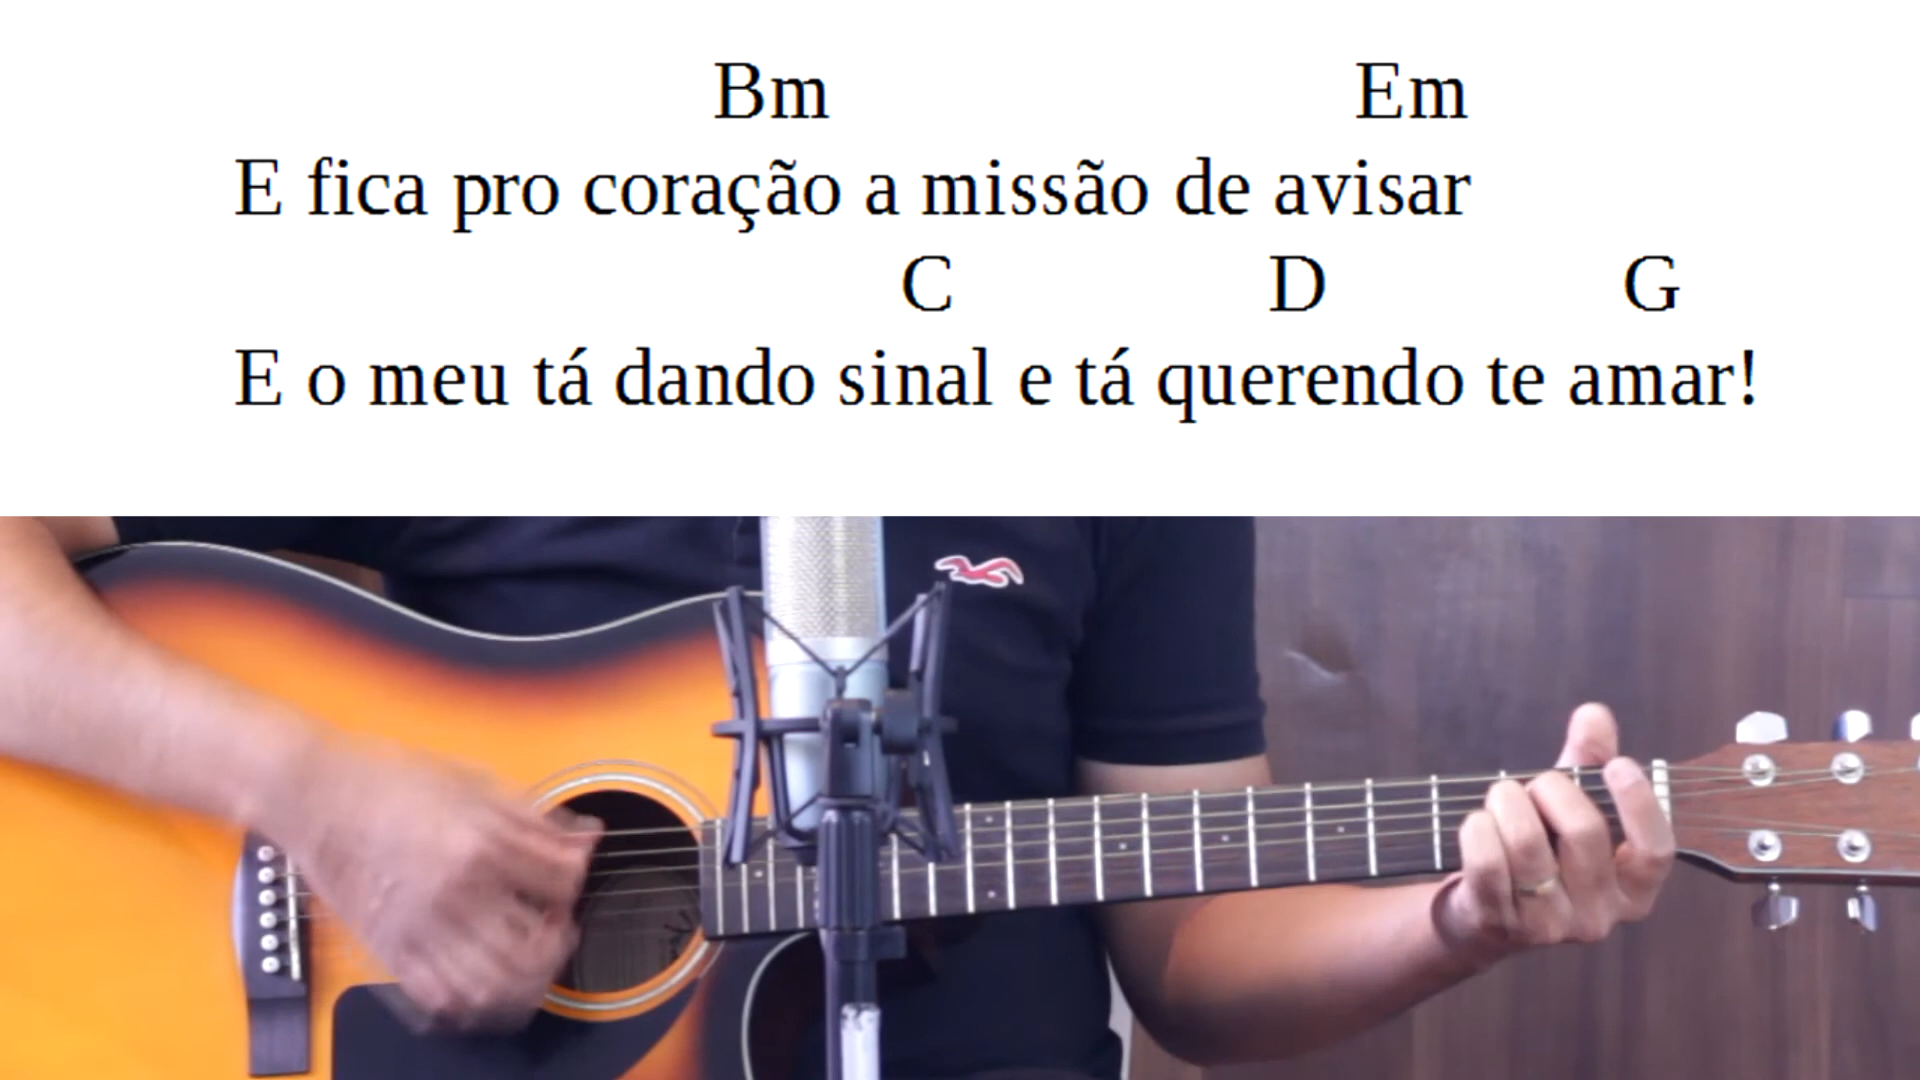 Bm Em
E fica pro coração a missão de avisar
C D G
E o meu tá dando sinal e tá querendo te amar!